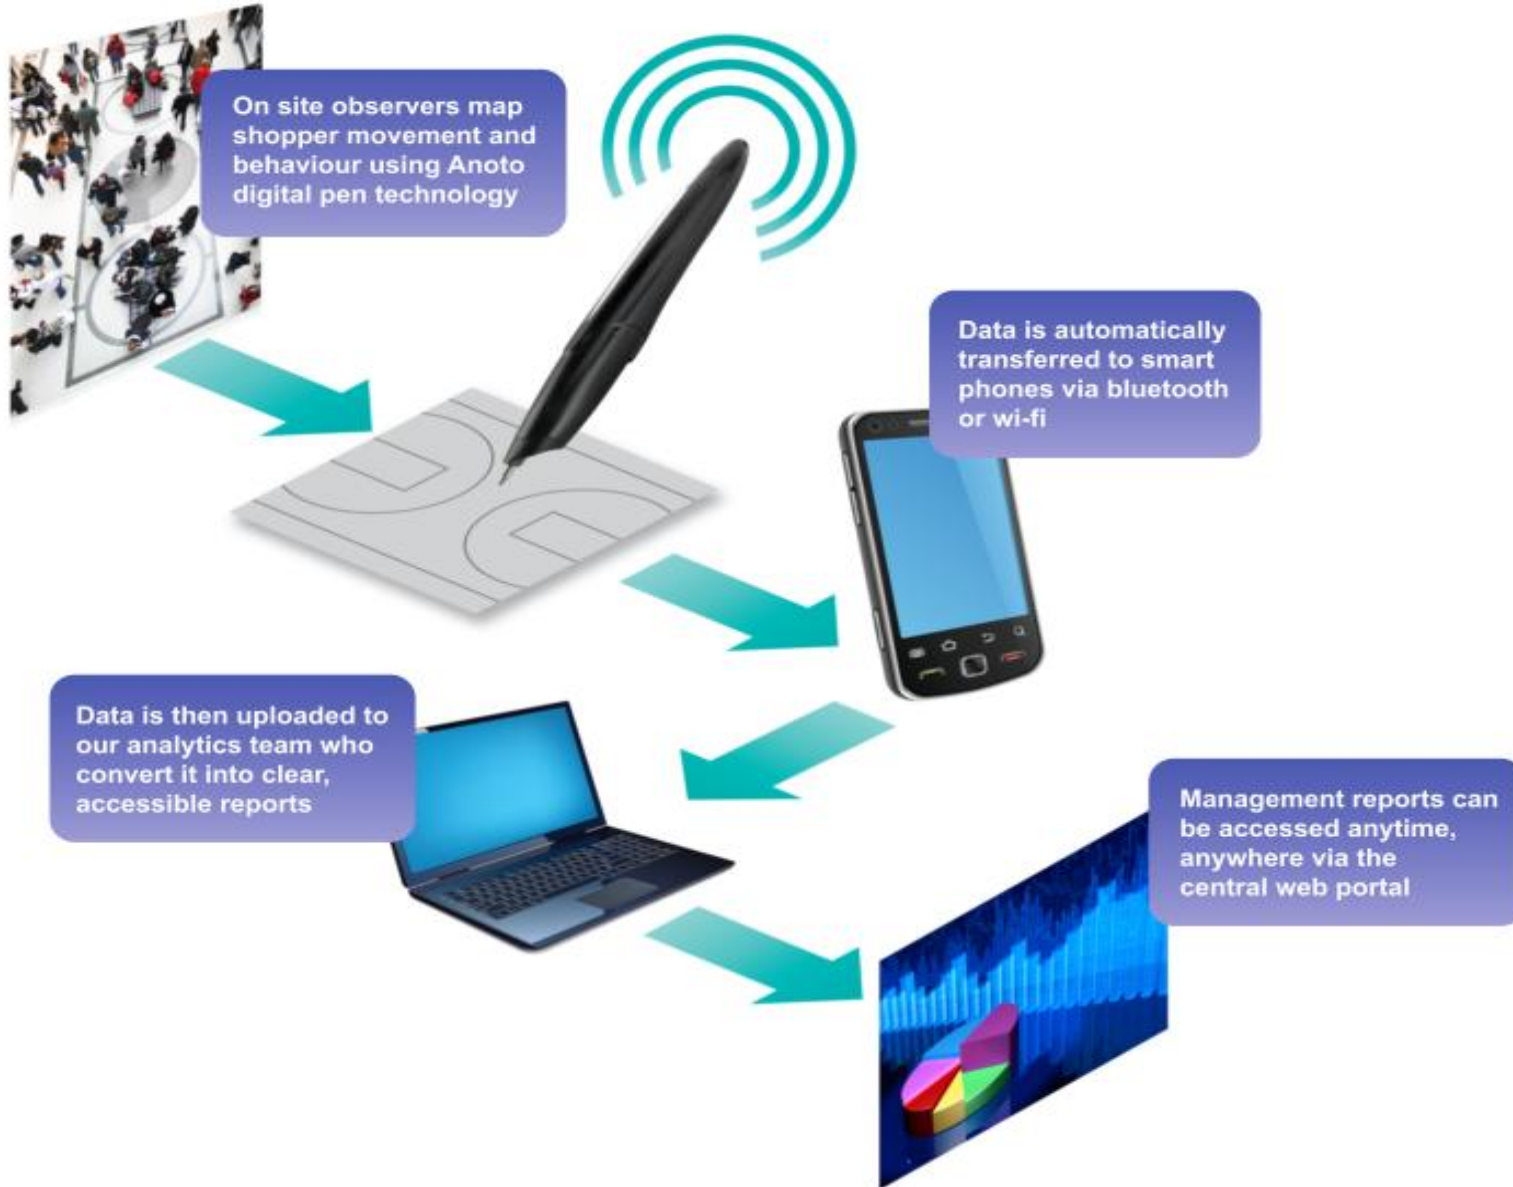 On site observers map
shopper movement and
behaviour using Anoto
digital pen technology
Data is automatically
transferred to smart
phones via bluetooth
or wi-fi
Data is then uploaded to
our analytics team who
convert it into clear,
accessible reports
Management reports can
be accessed anytime,
anywhere via the
central web portal